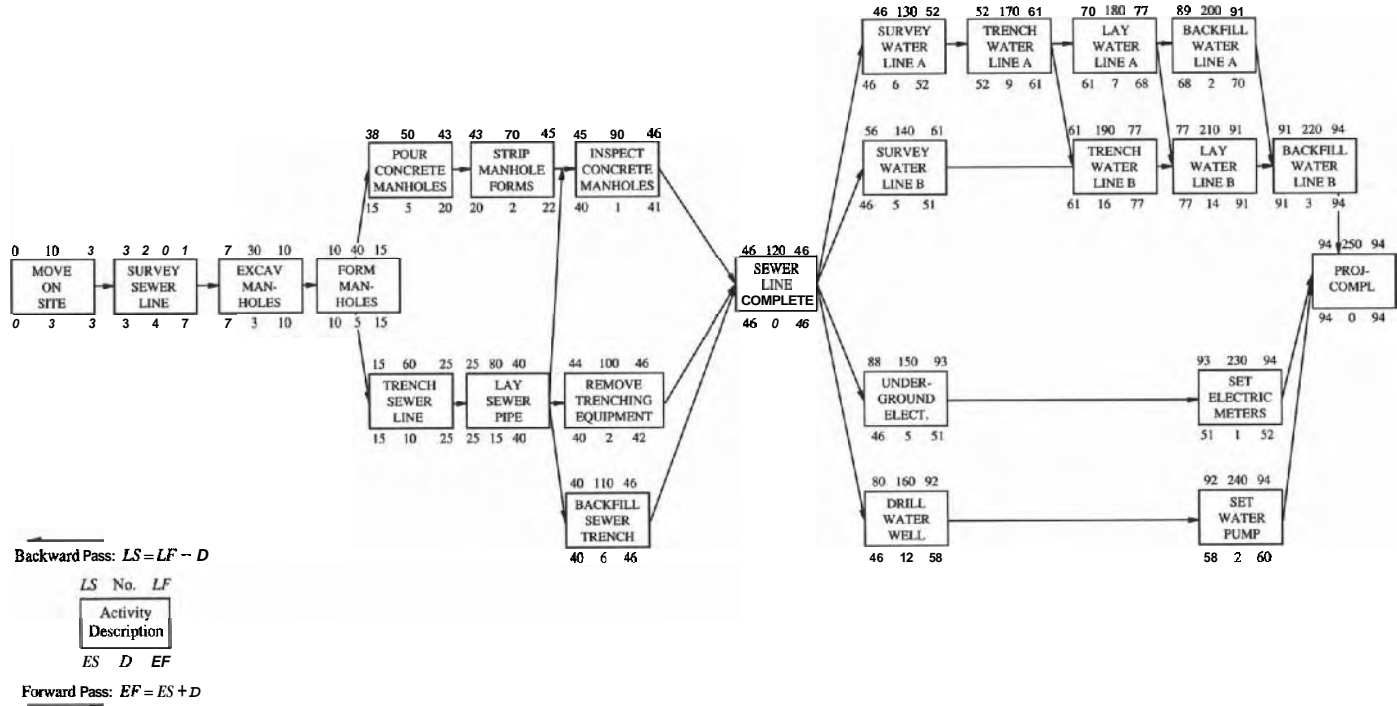 46 130 52
52 170 61
70 180 77
89 200 91
SURVEY
WATER
LINE A
TRENCH
WATER
LINE A
LAY
WATER
LINE A
BACKFILL
WATER
LINE A
46 6 52
52 9 61
61 7 68
68 2 70
38 50 43
43 70 45
45 90 46
56 140 61
61 190 77
77 210 91
91 220 94
POUR
CONCRETE
MANHOLES
STRIP
MANHOLE
FORMS
INSPECT
CONCRETE
MANHOLES
SURVEY
WATER
LINE B
TRENCH
WATER
LINE B
LAY
WATER
LINE B
BACKFILL
WATER
LINE B
15 5 20
20 2 22
40 1 41
46 5 51
61 16 77
77 14 91
91 3 94
0 10 3
3 2 0 1
7 30 10
10 40 15
46 120 46
94 250 94
MOVE
ON
SITE
SURVEY
SEWER
LINE
EXCAV
MAN-
HOLES
FORM
MAN-
HOLES
SEWER
LINE
COMPLETE
PROJ-
COMPL
0 3 3
3 4 7
7 3 10
10 5 15
46 0 46
94 0 94
15 60 25
25 80 40
44 100 46
88 150 93
93 230 94
TRENCH
SEWER
LINE
LAY
SEWER
PIPE
REMOVE
TRENCHING
EQUIPMENT
UNDER-
GROUND
ELECT.
SET
ELECTRIC
METERS
15 10 25
25 15 40
40 2 42
46 5 51
51 1 52
40 110 46
80 160 92
92 240 94
BACKFILL
SEWER
TRENCH
DRILL
WATER
WELL
SET
WATER
PUMP
40 6 46
46 12 58
58 2 60
Backward Pass: LS = LF - D
LS No. LF
Activity
Description
ES D EF
Forward Pass: EF = ES + D